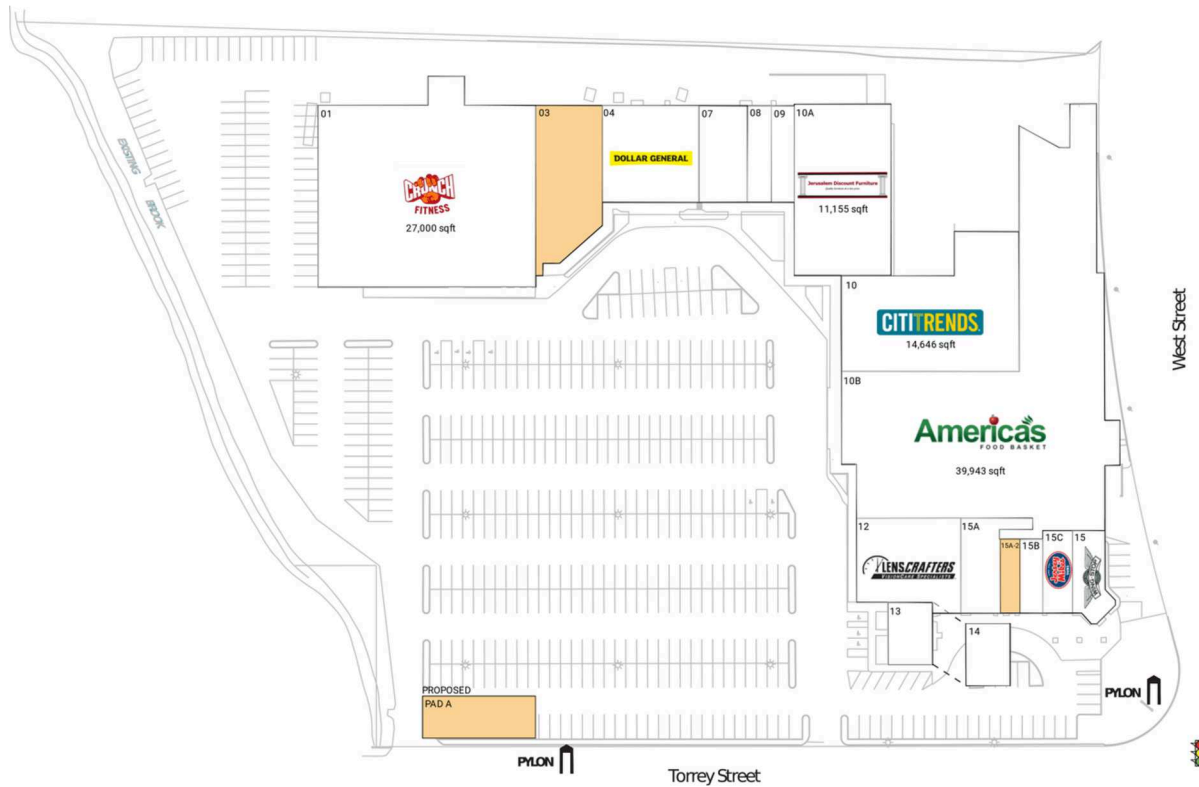 EXISTING
BROOK
01
CRUNCH
FITNESS
27,000 sqft
03
04
DOLLAR GENERAL
07
08
09
10A
Jerusalem Discount Furniture
11,155 sqft
10
CITITRENDS.
14,646 sqft
10B
America's
FOOD BASKET
39,943 sqft
West Street
12
LENSCRAFTERS
VISIONCARE SPECIALISTS
15A
15A-2
15B
15C
15
13
14
PROPOSED
PAD A
PYLON
PYLON
Torrey Street